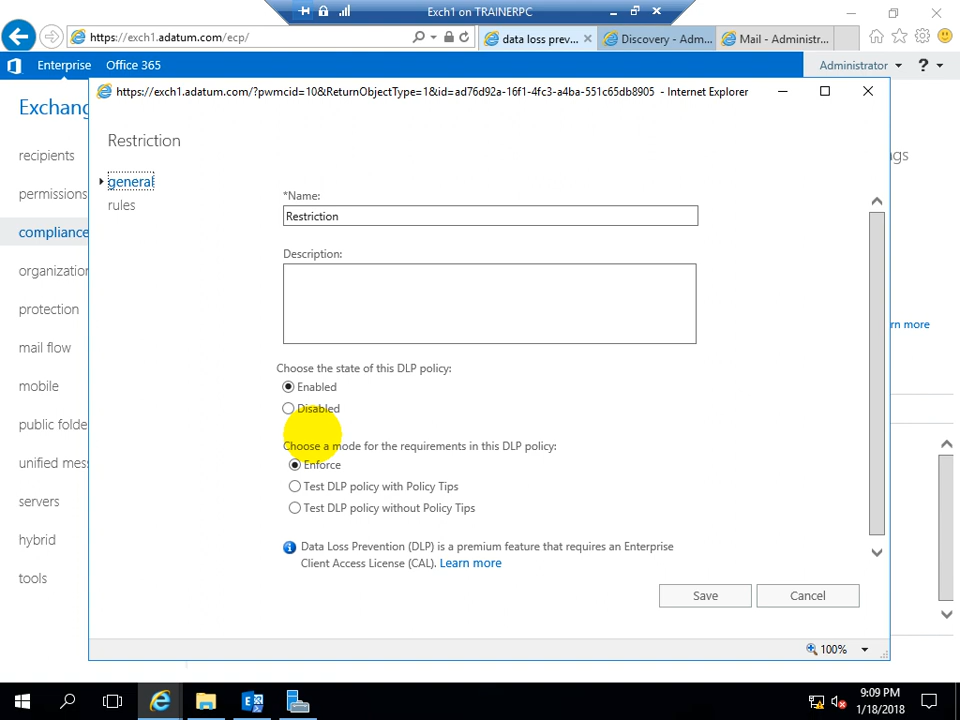 Exch1 on TRAINERPC
https://exch1.adatum.com/ecp/
data loss prev...
Discovery - Adm...
Mail - Administr...
Enterprise
Office 365
Administrator
?
https://exch1.adatum.com/?pwmcid=10&ReturnObjectType=1&id=ad76d92a-16f1-4fc3-a4ba-551c65db8905 - Internet Explorer
Exchang
Restriction
recipients
permissions
compliance
organization
protection
mail flow
mobile
public folde
unified mess
servers
hybrid
tools
general
rules
*Name:
Restriction
Description:
Choose the state of this DLP policy:
Enabled
Disabled
Choose a mode for the requirements in this DLP policy:
Enforce
Test DLP policy with Policy Tips
Test DLP policy without Policy Tips
Data Loss Prevention (DLP) is a premium feature that requires an Enterprise
Client Access License (CAL). Learn more
Save
Cancel
ngs
rn more
100%
9:09 PM
1/18/2018